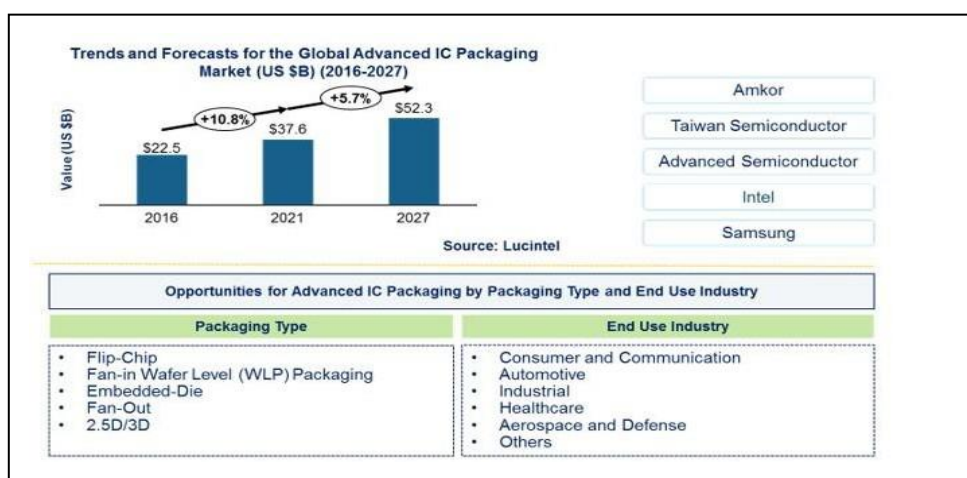 Trends and Forecasts for the Global Advanced IC Packaging
Market (US $B) (2016-2027)
Value (US $B)
+10.8%
+5.7%
$22.5
$37.6
$52.3
2016
2021
2027
Source: Lucintel
Amkor
Taiwan Semiconductor
Advanced Semiconductor
Intel
Samsung
Opportunities for Advanced IC Packaging by Packaging Type and End Use Industry
Packaging Type
• Flip-Chip
• Fan-in Wafer Level (WLP) Packaging
• Embedded-Die
• Fan-Out
• 2.5D/3D
End Use Industry
• Consumer and Communication
• Automotive
• Industrial
• Healthcare
• Aerospace and Defense
• Others